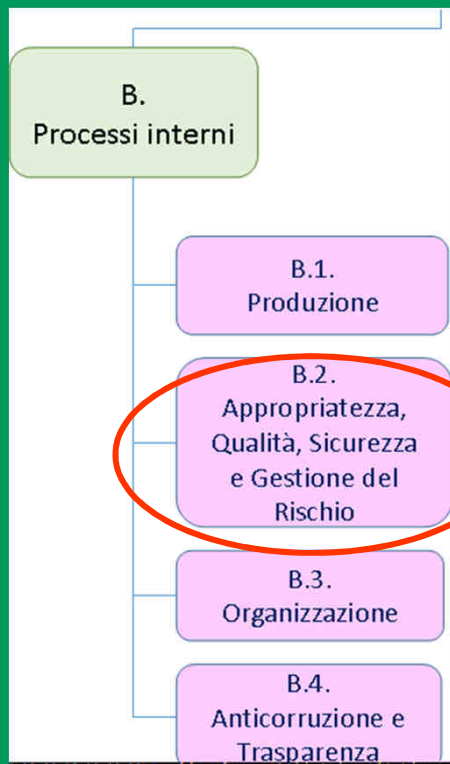 B.
Processi interni
B.1.
Produzione
B.2.
Appropriatezza,
Qualità, Sicurezza
e Gestione del
Rischio
B.3.
Organizzazione
B.4.
Anticorruzione e
Trasparenza